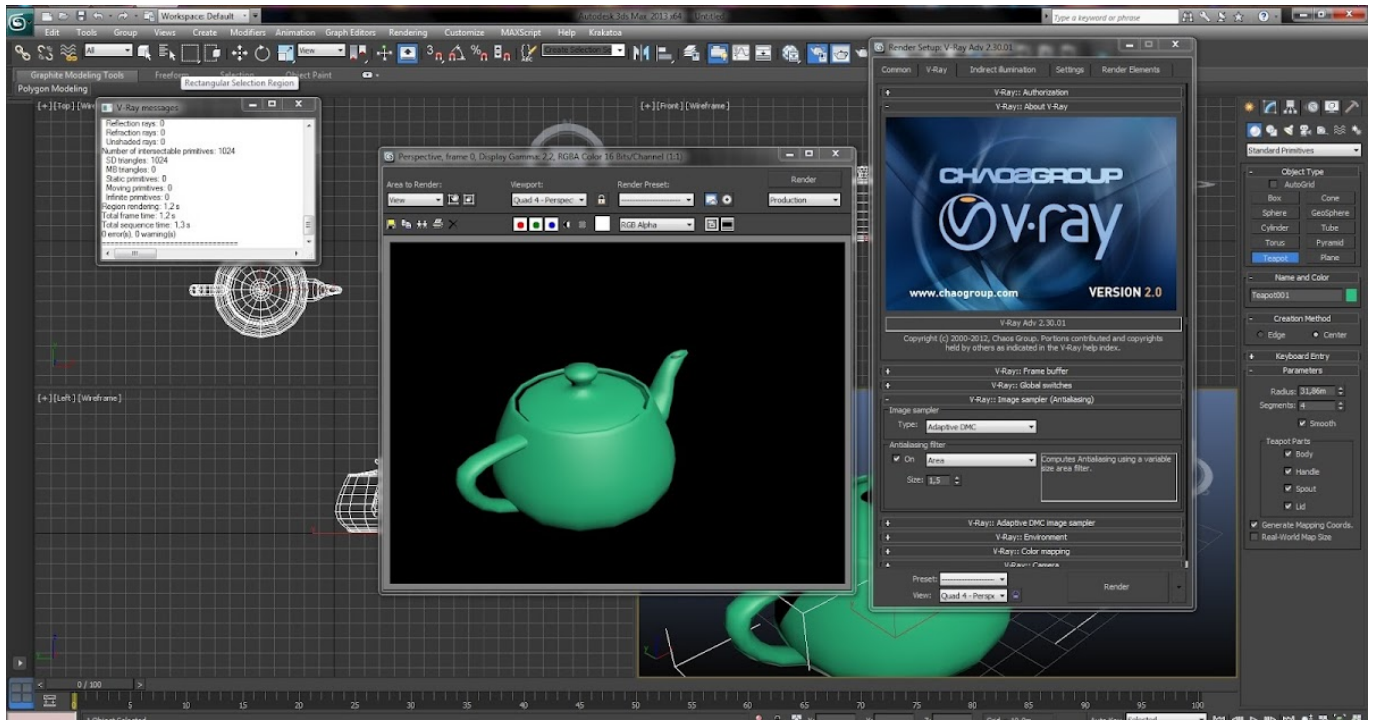 Workspace: Default
Autodesk 3ds Max 2013 x64
Untitled
Type a keyword or phrase
Edit Tools Group Views Create Modifiers Animation Graph Editors Rendering Customize MAXScript Help Krakatoa
All
View
Create Selection Se
Graphite Modeling Tools Freeform Selection Object Paint
Polygon Modeling
Rectangular Selection Region
[+][Top][Wir
[+][Front][Wireframe]
[+][Left][Wireframe]
V-Ray messages
Reflection rays: 0
Refraction rays: 0
Unshaded rays: 0
Number of intersectable primitives: 1024
SD triangles: 1024
MB triangles: 0
Static primitives: 0
Moving primitives: 0
Infinite primitives: 0
Region rendering: 1,2 s
Total frame time: 1,2 s
Total sequence time: 1,3 s
0 error(s), 0 warning(s)
Perspective, frame 0, Display Gamma: 2,2, RGBA Color 16 Bits/Channel (1:1)
Area to Render: Viewport: Render Preset: Render
View Quad 4 - Perspec Production
RGB Alpha
Render Setup: V-Ray Adv 2.30.01
Common V-Ray Indirect illumination Settings Render Elements
+ V-Ray:: Authorization
- V-Ray:: About V-Ray
CHAOSGROUP
v·ray
www.chaosgroup.com VERSION 2.0
V-Ray Adv 2.30.01
Copyright (c) 2000-2012, Chaos Group. Portions contributed and copyrights
held by others as indicated in the V-Ray help index.
+ V-Ray:: Frame buffer
+ V-Ray:: Global switches
- V-Ray:: Image sampler (Antialiasing)
Image sampler
Type: Adaptive DMC
Antialiasing filter
On Area Computes Antialiasing using a variable
size area filter.
Size: 1,5
+ V-Ray:: Adaptive DMC image sampler
+ V-Ray:: Environment
+ V-Ray:: Color mapping
V-Ray:: Camera
Preset:
View: Quad 4 - Perspe
Render
Standard Primitives
- Object Type
AutoGrid
Box Cone
Sphere GeoSphere
Cylinder Tube
Torus Pyramid
Teapot Plane
- Name and Color
Teapot001
- Creation Method
Edge Center
+ Keyboard Entry
- Parameters
Radius: 31,86m
Segments: 4
Smooth
Teapot Parts
Body
Handle
Spout
Lid
Generate Mapping Coords.
Real-World Map Size
0 / 100
5 10 15 20 25 30 35 40 45 50 55 60 65 70 75 80 85 90 95 100
1 Object Selected